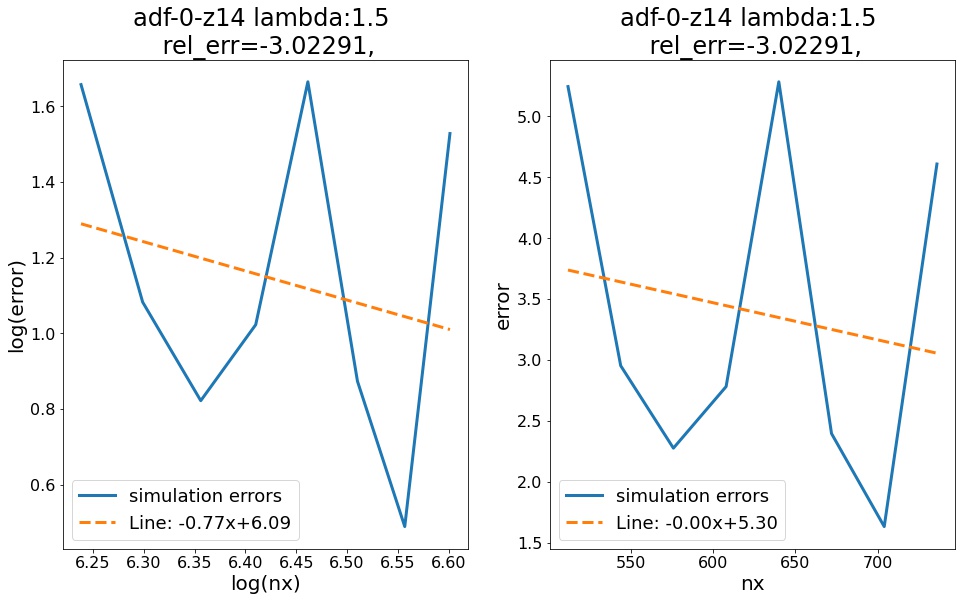 adf-0-z14 lambda:1.5
rel_err=-3.02291,
log(error)
1.6
1.4
1.2
1.0
0.8
0.6
simulation errors
Line: -0.77x+6.09
6.25 6.30 6.35 6.40 6.45 6.50 6.55 6.60
log(nx)
adf-0-z14 lambda:1.5
rel_err=-3.02291,
error
5.0
4.5
4.0
3.5
3.0
2.5
2.0
1.5
simulation errors
Line: -0.00x+5.30
550 600 650 700
nx